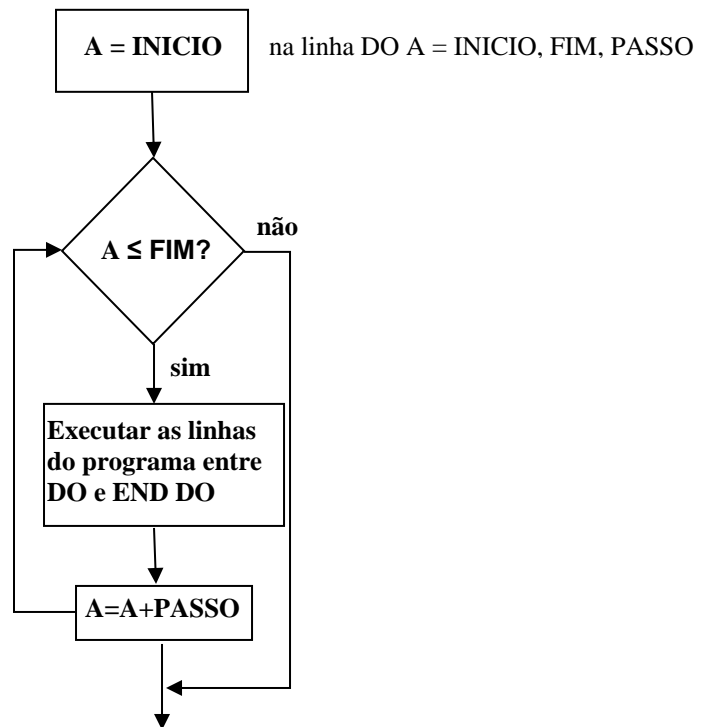 A = INICIO
na linha DO A = INICIO, FIM, PASSO
A ≤ FIM?
não
sim
Executar as linhas
do programa entre
DO e END DO
A=A+PASSO